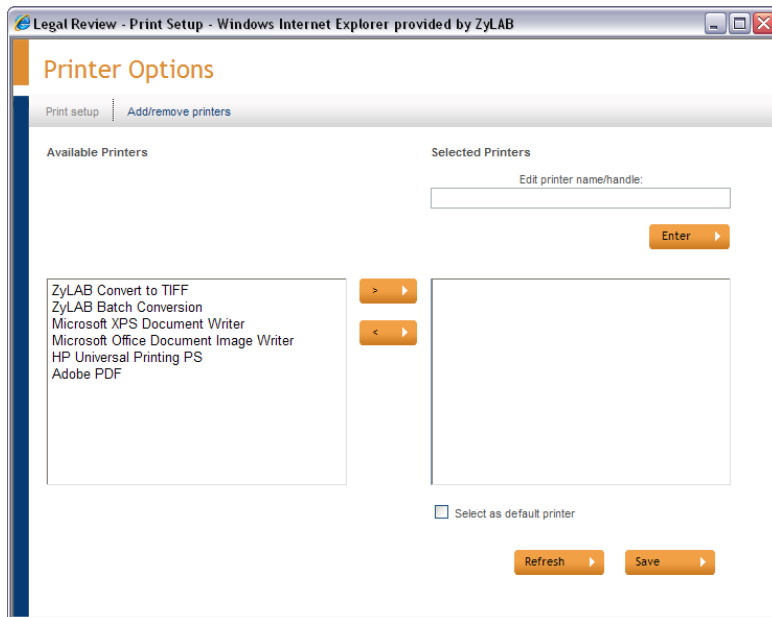 Legal Review - Print Setup - Windows Internet Explorer provided by ZyLAB
Printer Options
Print setup
Add/remove printers
Available Printers
Selected Printers
Edit printer name/handle:
Enter
ZyLAB Convert to TIFF
ZyLAB Batch Conversion
Microsoft XPS Document Writer
Microsoft Office Document Image Writer
HP Universal Printing PS
Adobe PDF
>
<
Select as default printer
Refresh
Save